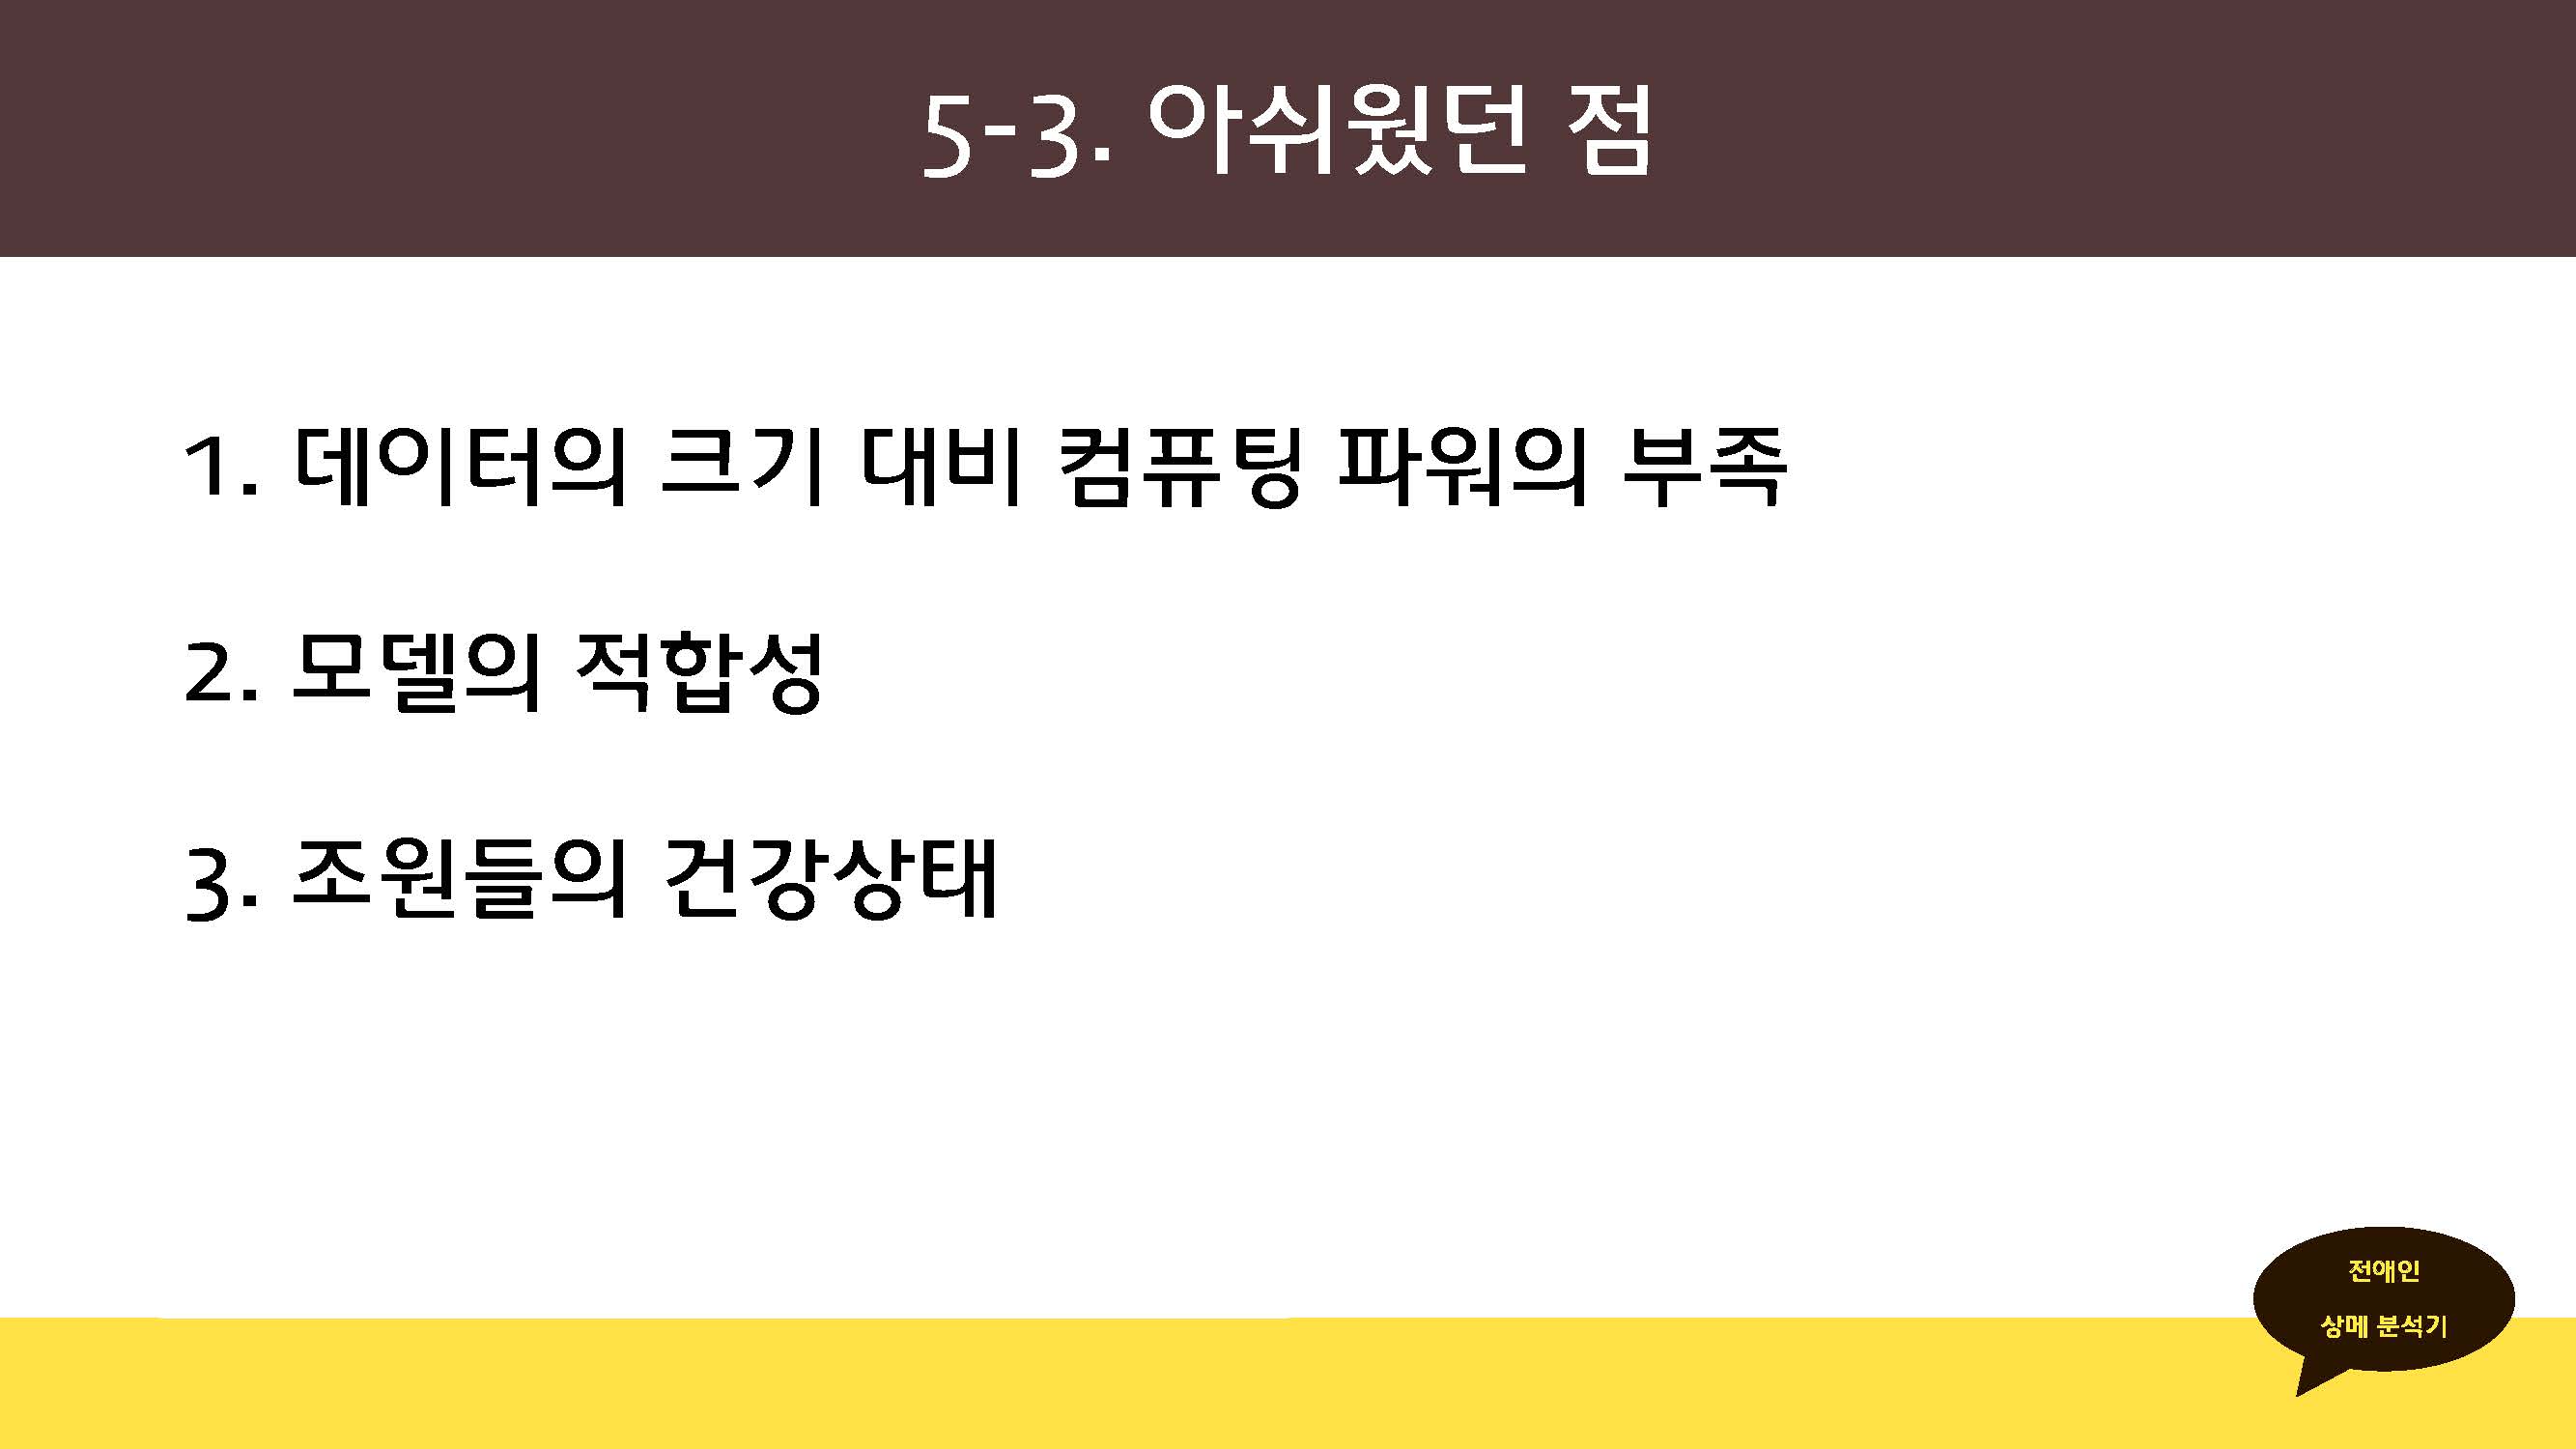 5-3. 아쉬웠던 점
1. 데이터의 크기 대비 컴퓨팅 파워의 부족
2. 모델의 적합성
3. 조원들의 건강상태
전애인
상메 분석기